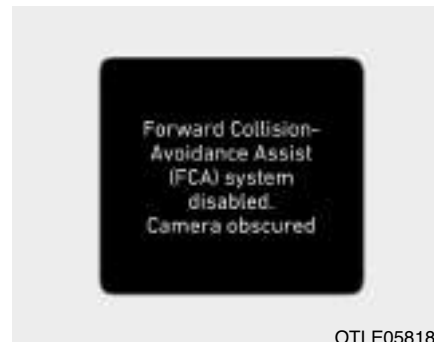 Forward Collision-
Avoidance Assist
(FCA) system
disabled.
Camera obscured
OTLE05818